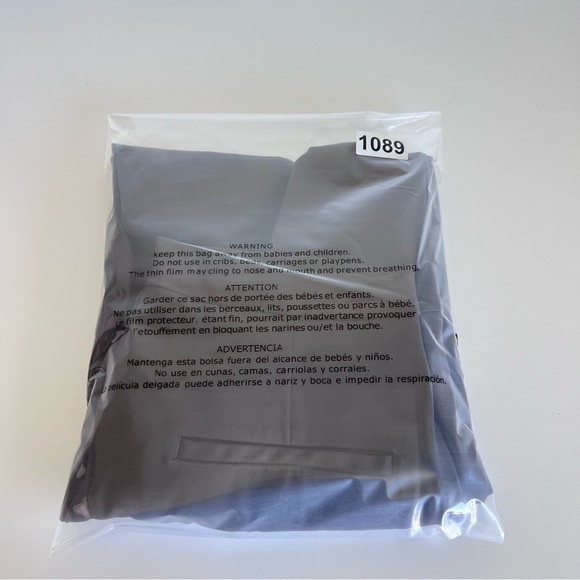 1089
WARNING
keep this bag away from babies and children.
Do not use in cribs, beds, carriages or playpens.
The thin film may cling to nose and mouth and prevent breathing.
ATTENTION
Garder ce sac hors de portée des bébés et enfants.
Ne pas utiliser dans les berceaux, lits, poussettes ou parcs à bébé.
Le film protecteur, étant fin, pourrait par inadvertance provoquer
l'etouffement en bloquant les narines ou/et la bouche.
ADVERTENCIA
Mantenga esta bolsa fuera del aicance de bebés y niños.
No use en cunas, camas, carriolas y corrales.
película delgada puede adherirse a nariz y boca e impedir la respiración.